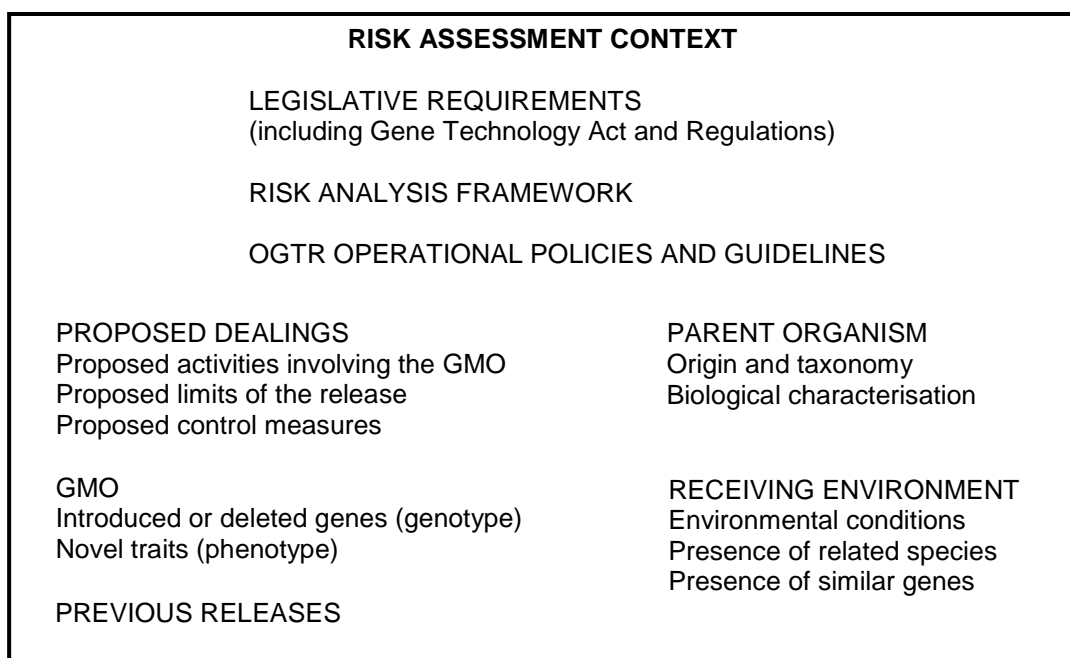 RISK ASSESSMENT CONTEXT
LEGISLATIVE REQUIREMENTS
(including Gene Technology Act and Regulations)
RISK ANALYSIS FRAMEWORK
OGTR OPERATIONAL POLICIES AND GUIDELINES
PROPOSED DEALINGS
Proposed activities involving the GMO
Proposed limits of the release
Proposed control measures
PARENT ORGANISM
Origin and taxonomy
Biological characterisation
GMO
Introduced or deleted genes (genotype)
Novel traits (phenotype)
RECEIVING ENVIRONMENT
Environmental conditions
Presence of related species
Presence of similar genes
PREVIOUS RELEASES